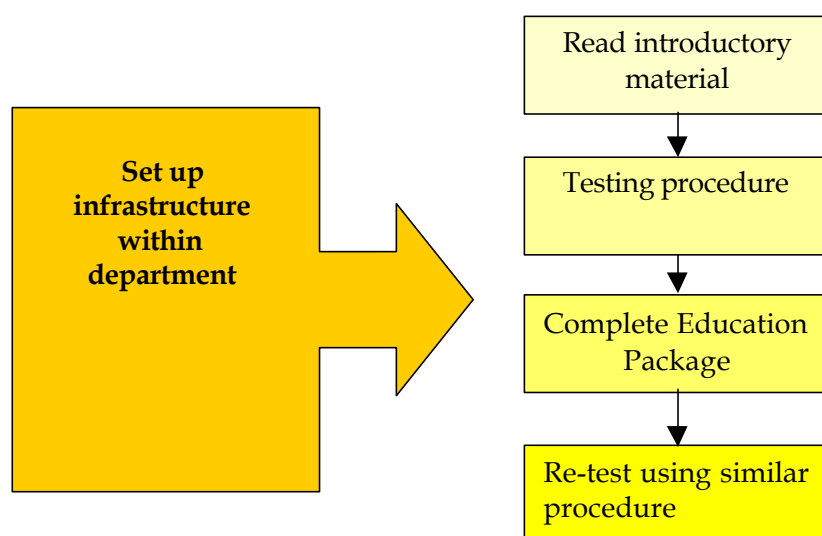 Set up
infrastructure
within
department
Read introductory
material
Testing procedure
Complete Education
Package
Re-test using similar
procedure